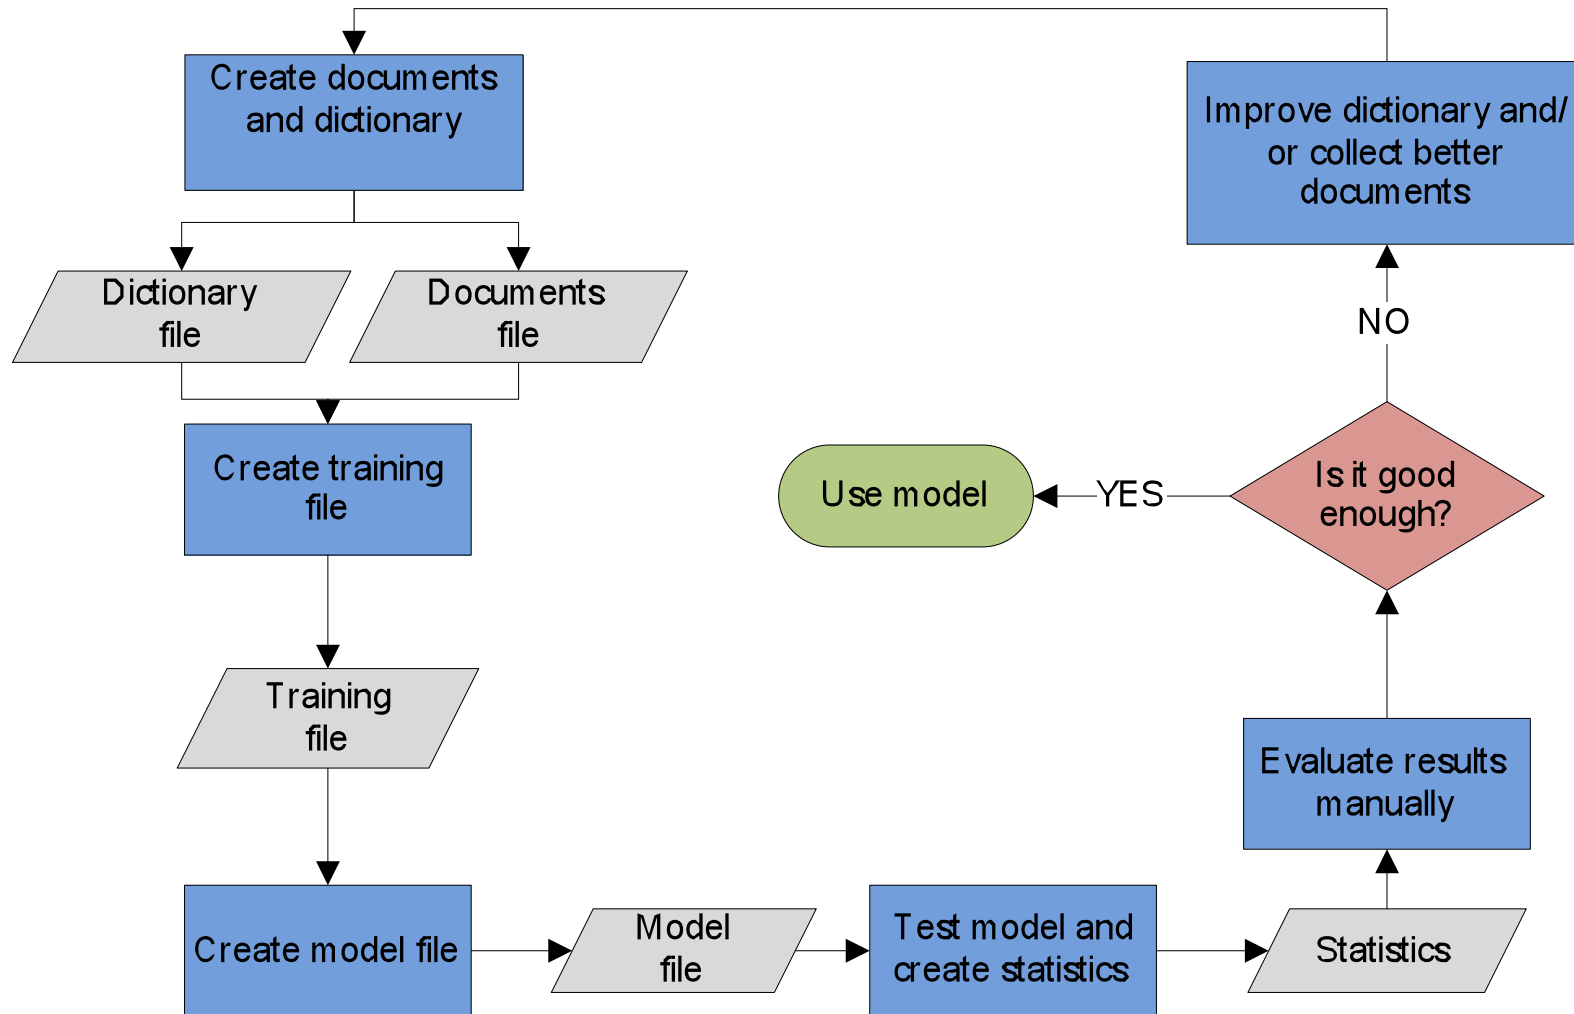 Create documents
and dictionary
Improve dictionary and/
or collect better
documents
Dictionary
file
Documents
file
NO
Create training
file
Use model
YES
Is it good
enough?
Training
file
Evaluate results
manually
Create model file
Model
file
Test model and
create statistics
Statistics